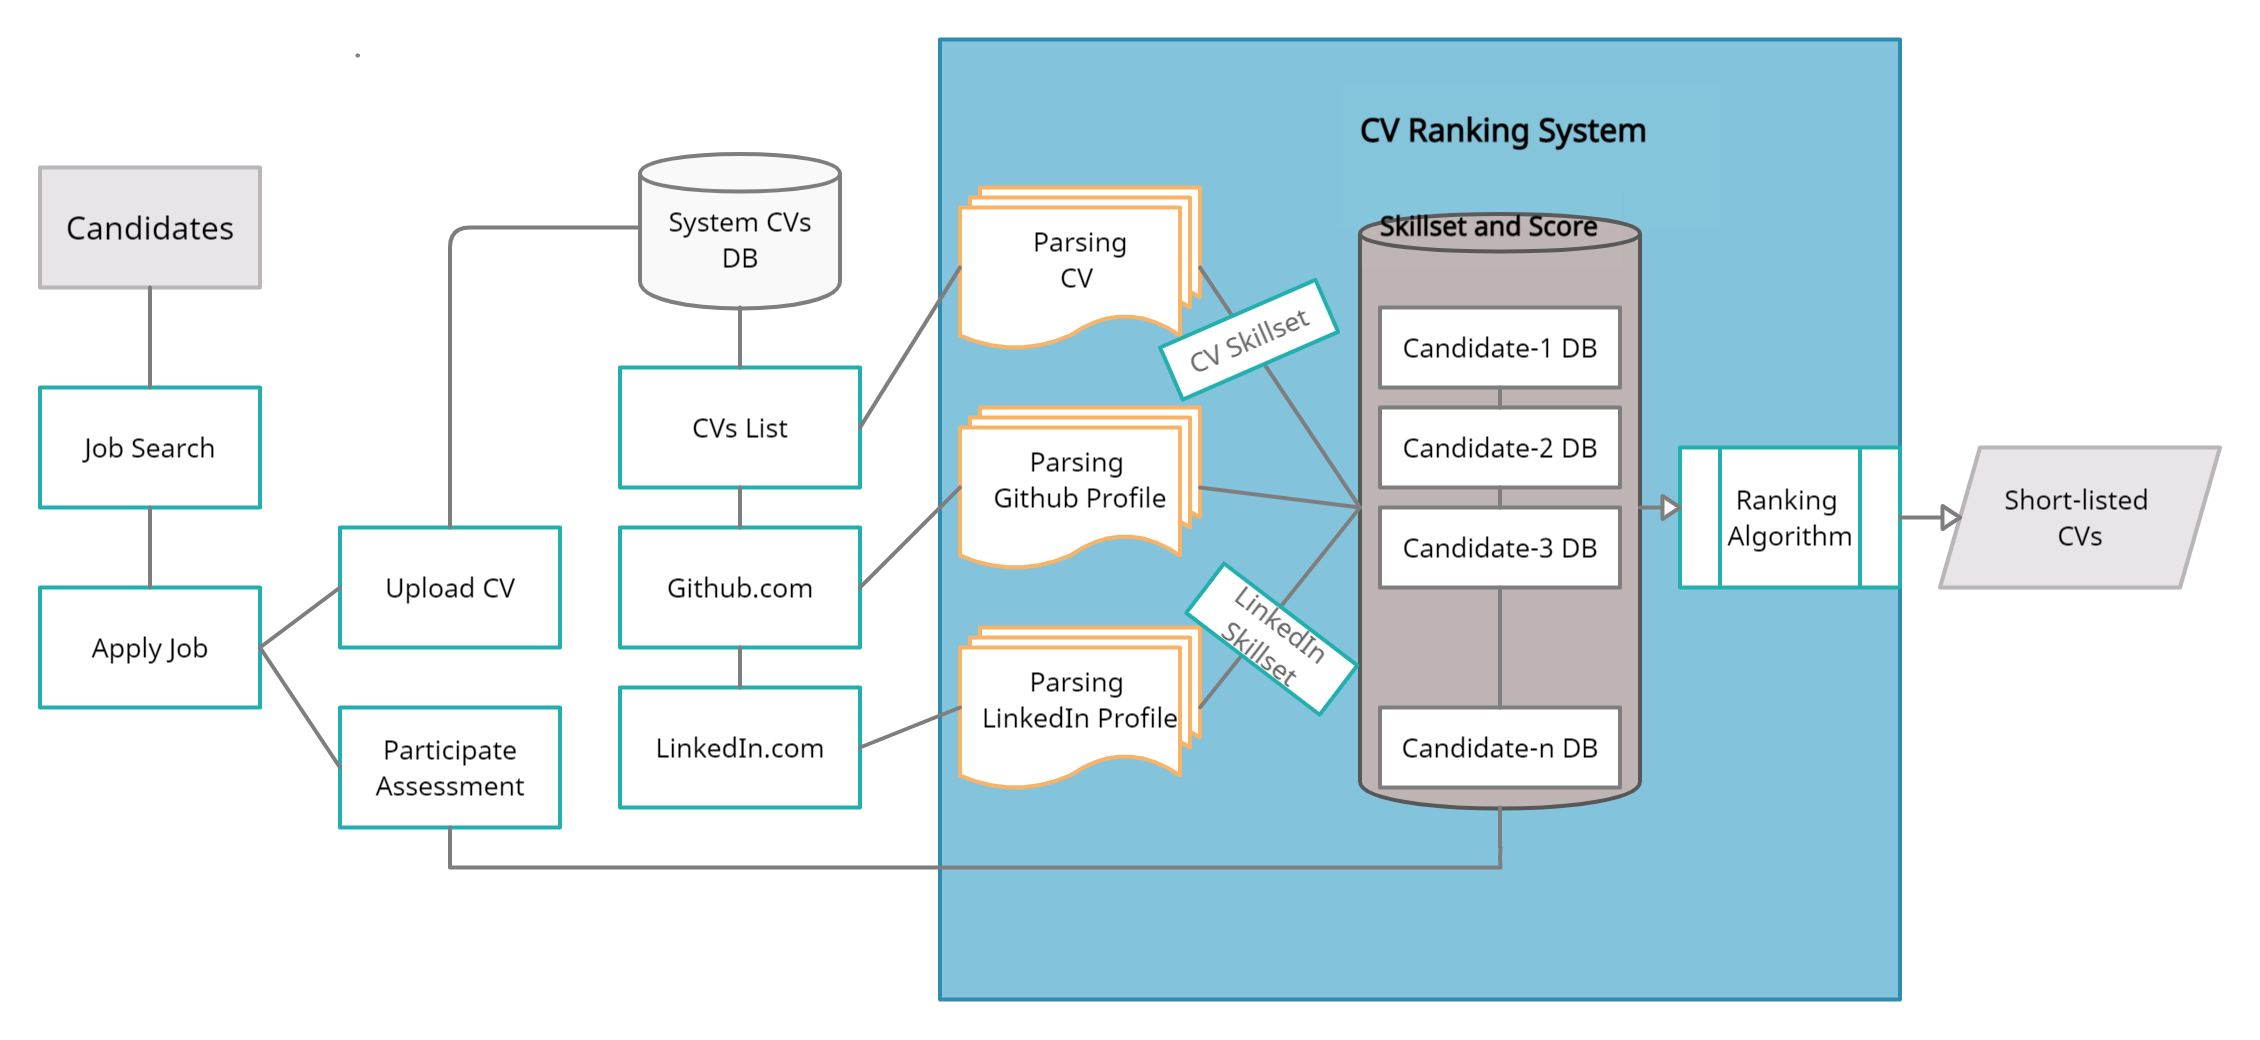 Candidates
Job Search
Apply Job
Upload CV
Participate
Assessment
System CVs
DB
CVs List
Github.com
LinkedIn.com
CV Ranking System
Parsing
CV
Parsing
Github Profile
Parsing
LinkedIn Profile
CV Skillset
LinkedIn
Skillset
Skillset and Score
Candidate-1 DB
Candidate-2 DB
Candidate-3 DB
Candidate-n DB
Ranking
Algorithm
Short-listed
CVs